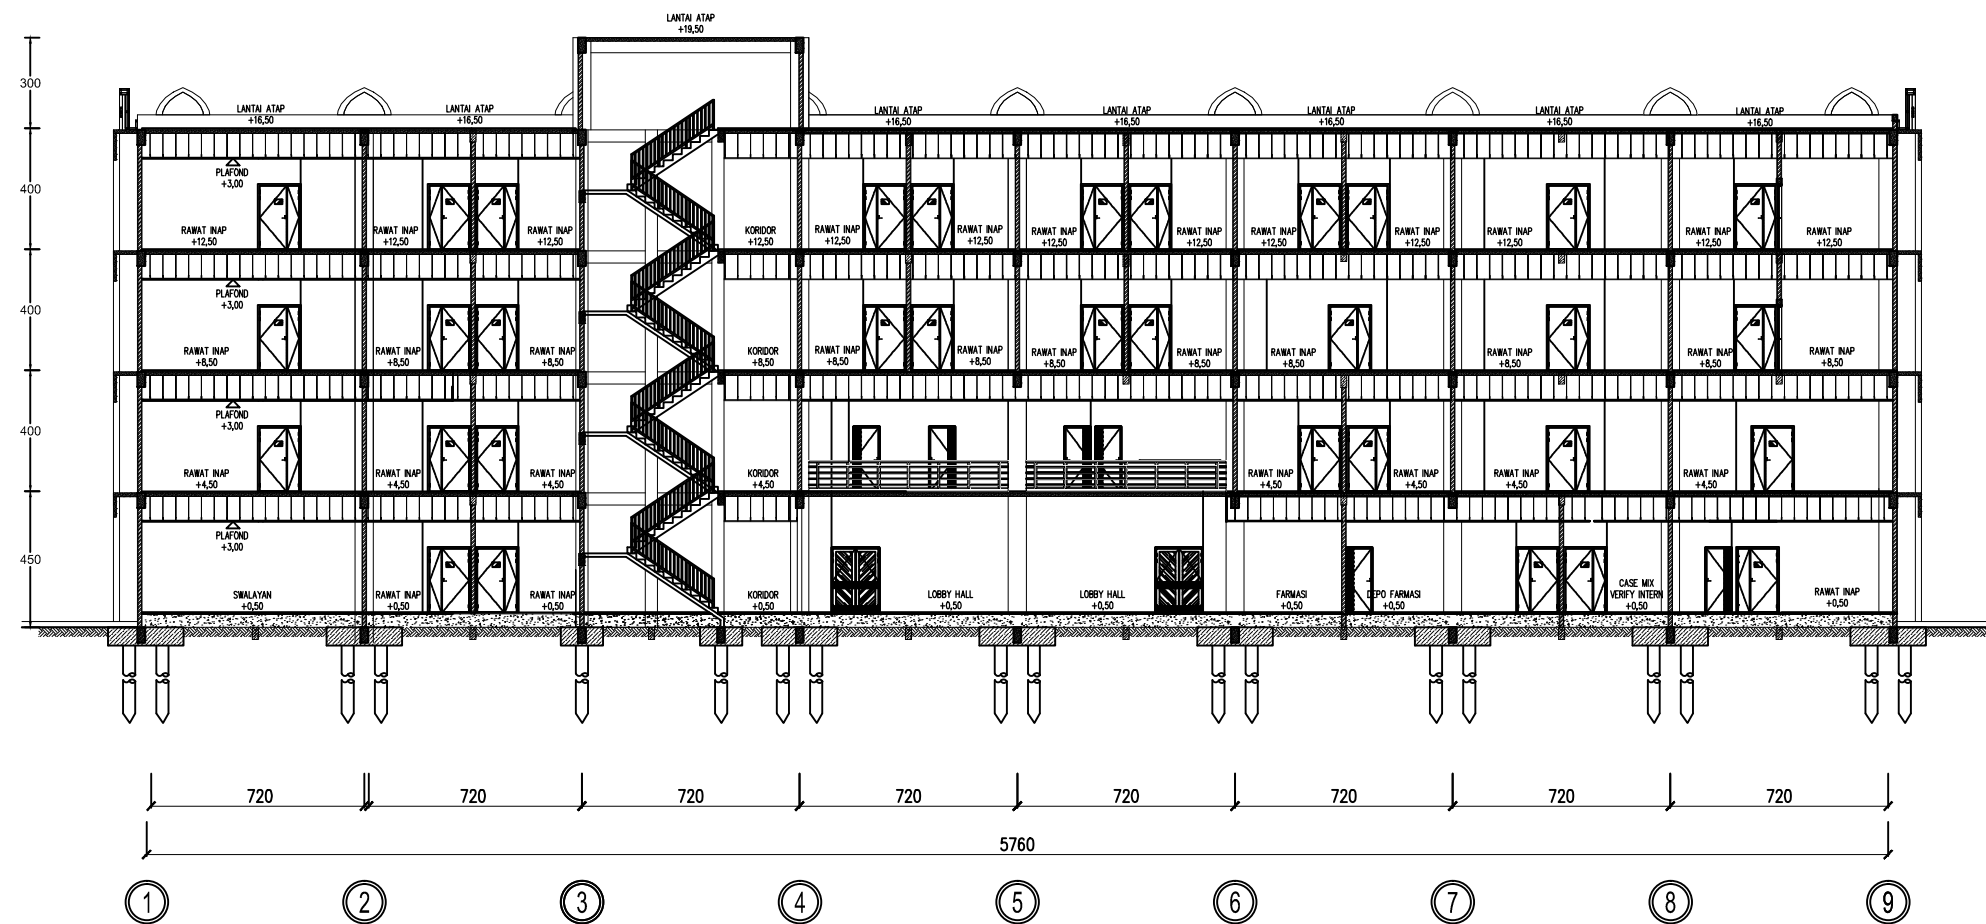 LANTAI ATAP
+19,50
300
LANTAI ATAP
+16,50
LANTAI ATAP
+16,50
LANTAI ATAP
+16,50
LANTAI ATAP
+16,50
LANTAI ATAP
+16,50
LANTAI ATAP
+16,50
LANTAI ATAP
+16,50
400
PLAFOND
+3,00
RAWAT INAP
+12,50
RAWAT INAP
+12,50
RAWAT INAP
+12,50
KORIDOR
+12,50
RAWAT INAP
+12,50
RAWAT INAP
+12,50
RAWAT INAP
+12,50
RAWAT INAP
+12,50
RAWAT INAP
+12,50
RAWAT INAP
+12,50
RAWAT INAP
+12,50
RAWAT INAP
+12,50
RAWAT INAP
+12,50
400
PLAFOND
+3,00
RAWAT INAP
+8,50
RAWAT INAP
+8,50
RAWAT INAP
+8,50
KORIDOR
+8,50
RAWAT INAP
+8,50
RAWAT INAP
+8,50
RAWAT INAP
+8,50
RAWAT INAP
+8,50
RAWAT INAP
+8,50
RAWAT INAP
+8,50
RAWAT INAP
+8,50
RAWAT INAP
+8,50
400
PLAFOND
+3,00
RAWAT INAP
+4,50
RAWAT INAP
+4,50
RAWAT INAP
+4,50
KORIDOR
+4,50
RAWAT INAP
+4,50
RAWAT INAP
+4,50
RAWAT INAP
+4,50
RAWAT INAP
+4,50
450
PLAFOND
+3,00
SWALAYAN
+0,50
RAWAT INAP
+0,50
RAWAT INAP
+0,50
KORIDOR
+0,50
LOBBY HALL
+0,50
LOBBY HALL
+0,50
FARMASI
+0,50
DEPO FARMASI
+0,50
CASE MIX
VERIFY INTERN
+0,50
RAWAT INAP
+0,50
720 720 720 720 720 720 720 720
5760
1 2 3 4 5 6 7 8 9